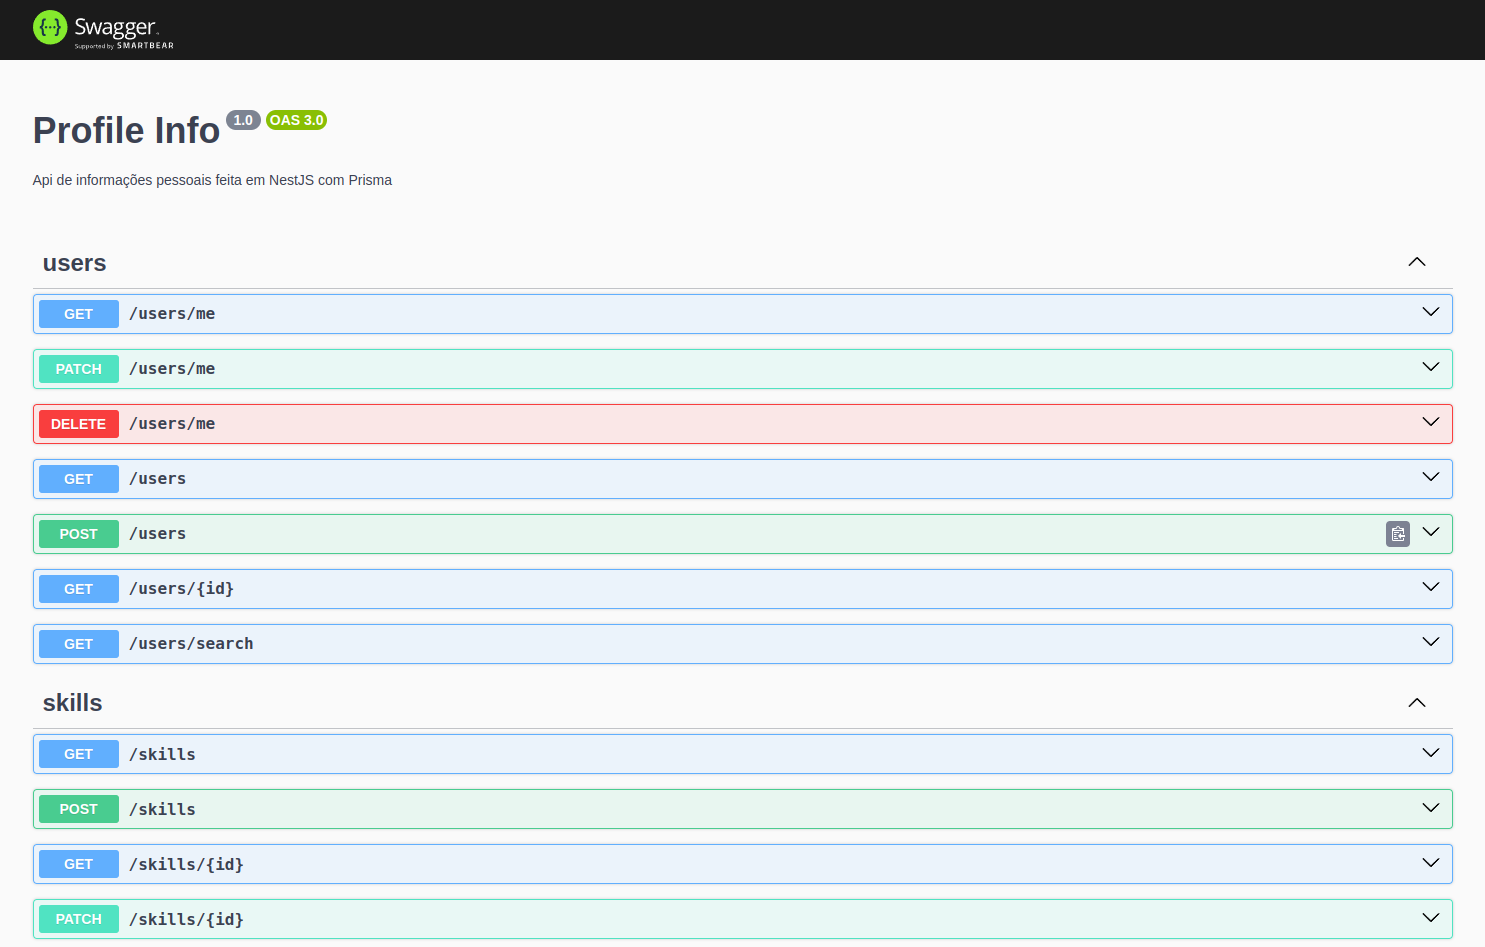 Swagger
Supported by SMARTBEAR
Profile Info 1.0 OAS 3.0
Api de informações pessoais feita em NestJS com Prisma
users
GET /users/me
PATCH /users/me
DELETE /users/me
GET /users
POST /users
GET /users/{id}
GET /users/search
skills
GET /skills
POST /skills
GET /skills/{id}
PATCH /skills/{id}